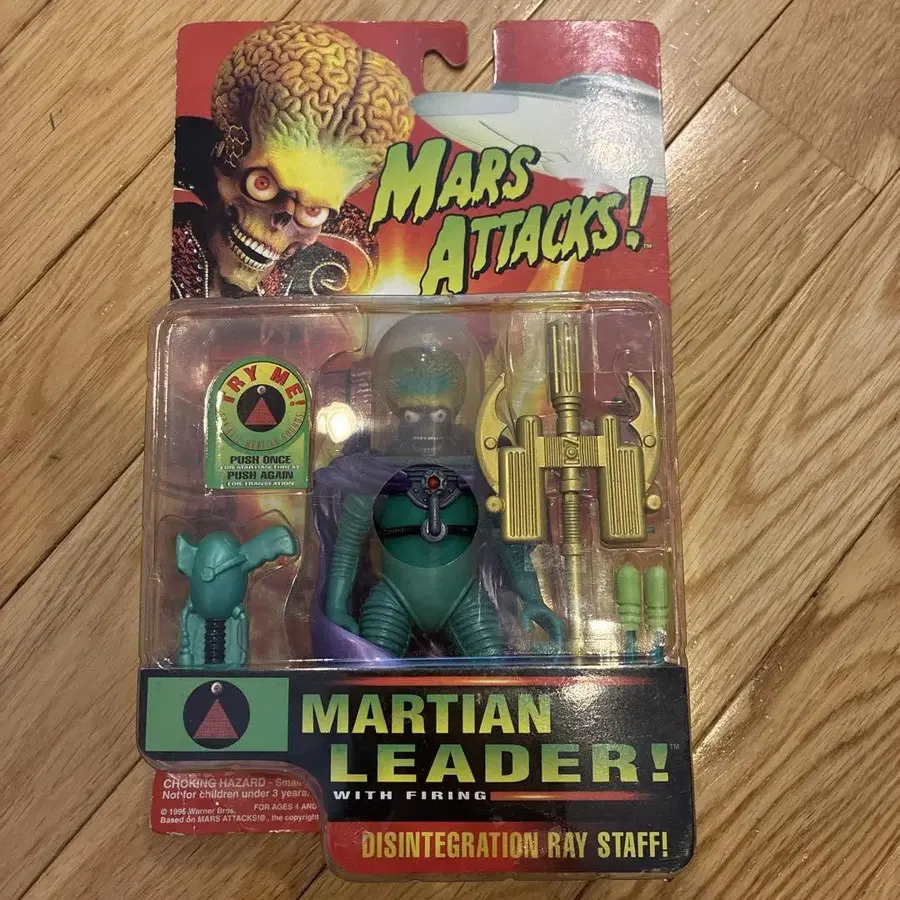 MARS
ATTACKS!™
TRY ME!
PUSH ONCE
FOR MARTIAN THREAT
PUSH AGAIN
FOR TRANSLATION
MARTIAN
LEADER!™
WITH FIRING
DISINTEGRATION RAY STAFF!
CHOKING HAZARD - Small
Not for children under 3 years.
FOR AGES 4 AND
© 1996 Warner Bros.
Based on MARS ATTACKS!®, the copyright